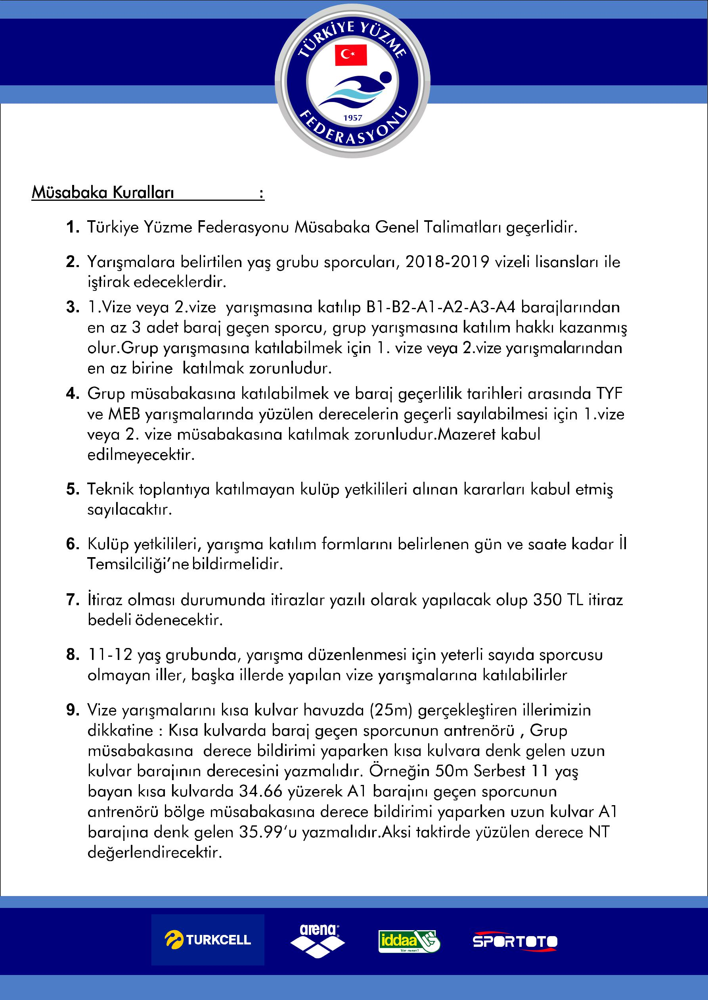 TÜRKİYE YÜZME
1957
FEDERASYONU
Müsabaka Kuralları :
1. Türkiye Yüzme Federasyonu Müsabaka Genel Talimatları geçerlidir.
2. Yarışmalara belirtilen yaş grubu sporcuları, 2018-2019 vizeli lisansları ile
iştirak edeceklerdir.
3. 1.Vize veya 2.vize yarışmasına katılıp B1-B2-A1-A2-A3-A4 barajlarından
en az 3 adet baraj geçen sporcu, grup yarışmasına katılım hakkı kazanmış
olur.Grup yarışmasına katılabilmek için 1. vize veya 2.vize yarışmalarından
en az birine katılmak zorunludur.
4. Grup müsabakasına katılabilmek ve baraj geçerlilik tarihleri arasında TYF
ve MEB yarışmalarında yüzülen derecelerin geçerli sayılabilmesi için 1.vize
veya 2. vize müsabakasına katılmak zorunludur.Mazeret kabul
edilmeyecektir.
5. Teknik toplantıya katılmayan kulüp yetkilileri alınan kararları kabul etmiş
sayılacaktır.
6. Kulüp yetkilileri, yarışma katılım formlarını belirlenen gün ve saate kadar İl
Temsilciliği’ne bildirmelidir.
7. İtiraz olması durumunda itirazlar yazılı olarak yapılacak olup 350 TL itiraz
bedeli ödenecektir.
8. 11-12 yaş grubunda, yarışma düzenlenmesi için yeterli sayıda sporcusu
olmayan iller, başka illerde yapılan vize yarışmalarına katılabilirler
9. Vize yarışmalarını kısa kulvar havuzda (25m) gerçekleştiren illerimizin
dikkatine : Kısa kulvarda baraj geçen sporcunun antrenörü , Grup
müsabakasına derece bildirimi yaparken kısa kulvara denk gelen uzun
kulvar barajının derecesini yazmalıdır. Örneğin 50m Serbest 11 yaş
bayan kısa kulvarda 34.66 yüzerek A1 barajını geçen sporcunun
antrenörü bölge müsabakasına derece bildirimi yaparken uzun kulvar A1
barajına denk gelen 35.99‘u yazmalıdır.Aksi taktirde yüzülen derece NT
değerlendirecektir.
TURKCELL
arena
iddaa
Var mısın?
SPORTOTO